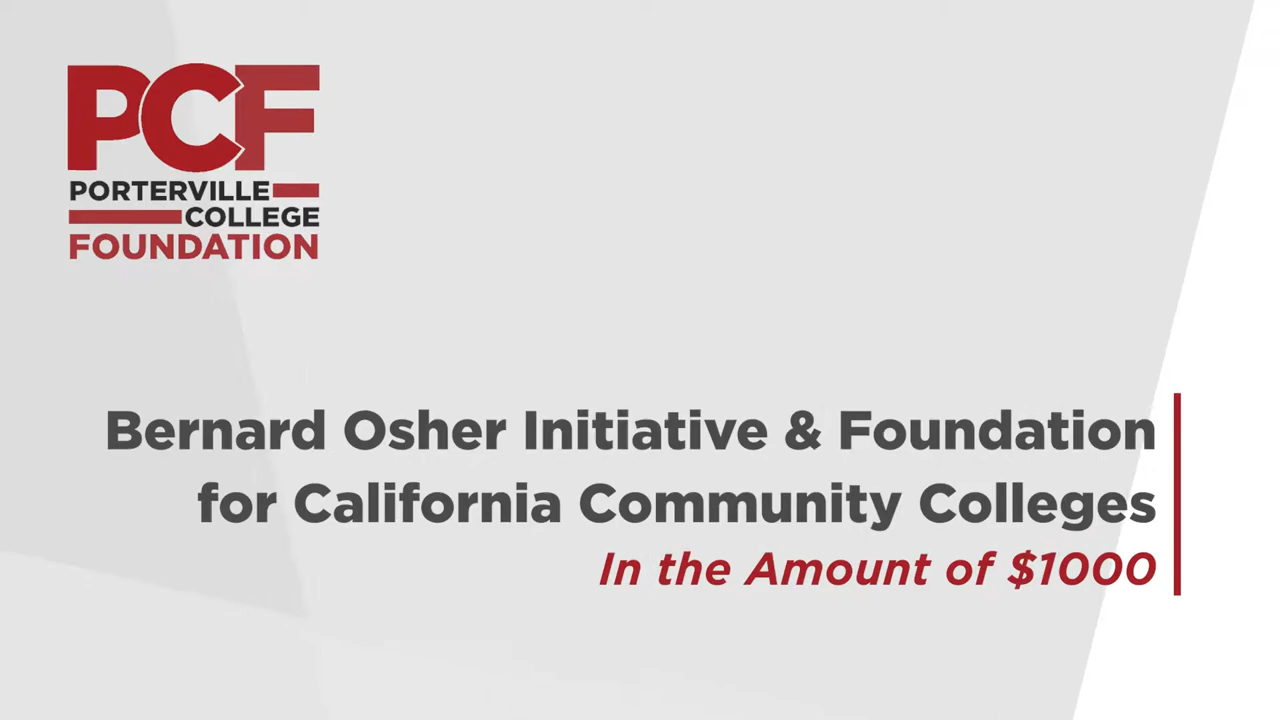 PCF
PORTERVILLE
COLLEGE
FOUNDATION
Bernard Osher Initiative & Foundation
for California Community Colleges
In the Amount of $1000